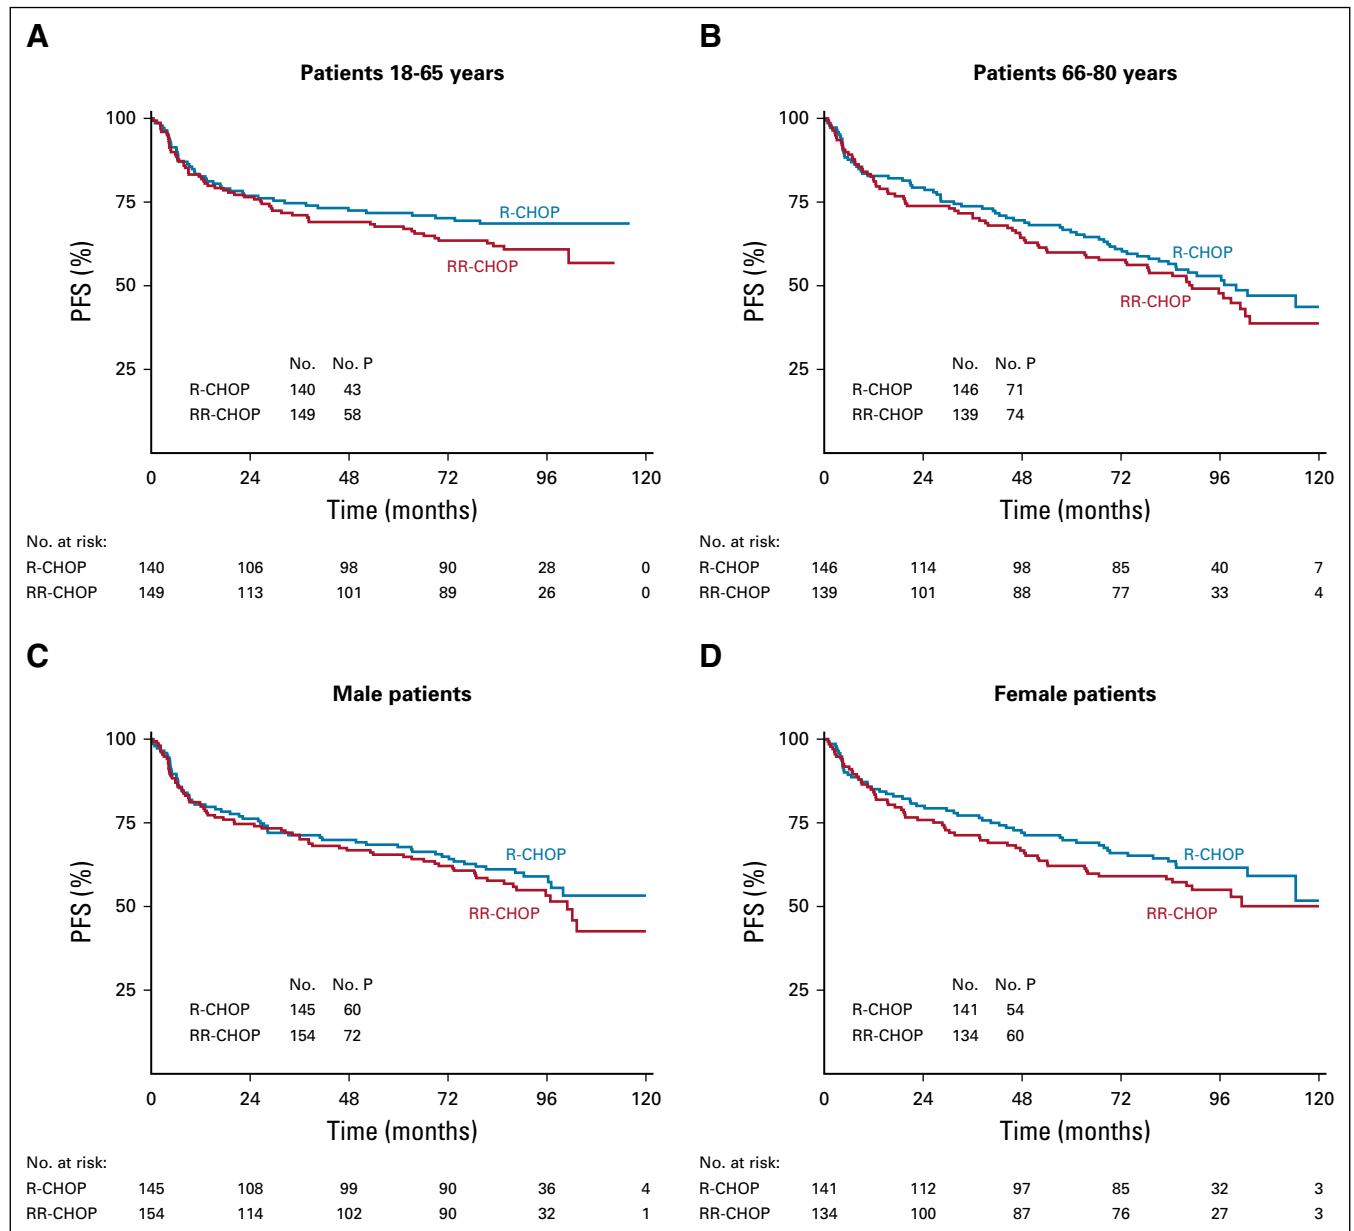 A
Patients 18-65 years
100
75
50
25
PFS (%)
R-CHOP
RR-CHOP
No. No. P
R-CHOP 140 43
RR-CHOP 149 58
0 24 48 72 96 120
Time (months)
No. at risk:
R-CHOP 140 106 98 90 28 0
RR-CHOP 149 113 101 89 26 0
B
Patients 66-80 years
100
75
50
25
PFS (%)
R-CHOP
RR-CHOP
No. No. P
R-CHOP 146 71
RR-CHOP 139 74
0 24 48 72 96 120
Time (months)
No. at risk:
R-CHOP 146 114 98 85 40 7
RR-CHOP 139 101 88 77 33 4
C
Male patients
100
75
50
25
PFS (%)
R-CHOP
RR-CHOP
No. No. P
R-CHOP 145 60
RR-CHOP 154 72
0 24 48 72 96 120
Time (months)
No. at risk:
R-CHOP 145 108 99 90 36 4
RR-CHOP 154 114 102 90 32 1
D
Female patients
100
75
50
25
PFS (%)
R-CHOP
RR-CHOP
No. No. P
R-CHOP 141 54
RR-CHOP 134 60
0 24 48 72 96 120
Time (months)
No. at risk:
R-CHOP 141 112 97 85 32 3
RR-CHOP 134 100 87 76 27 3